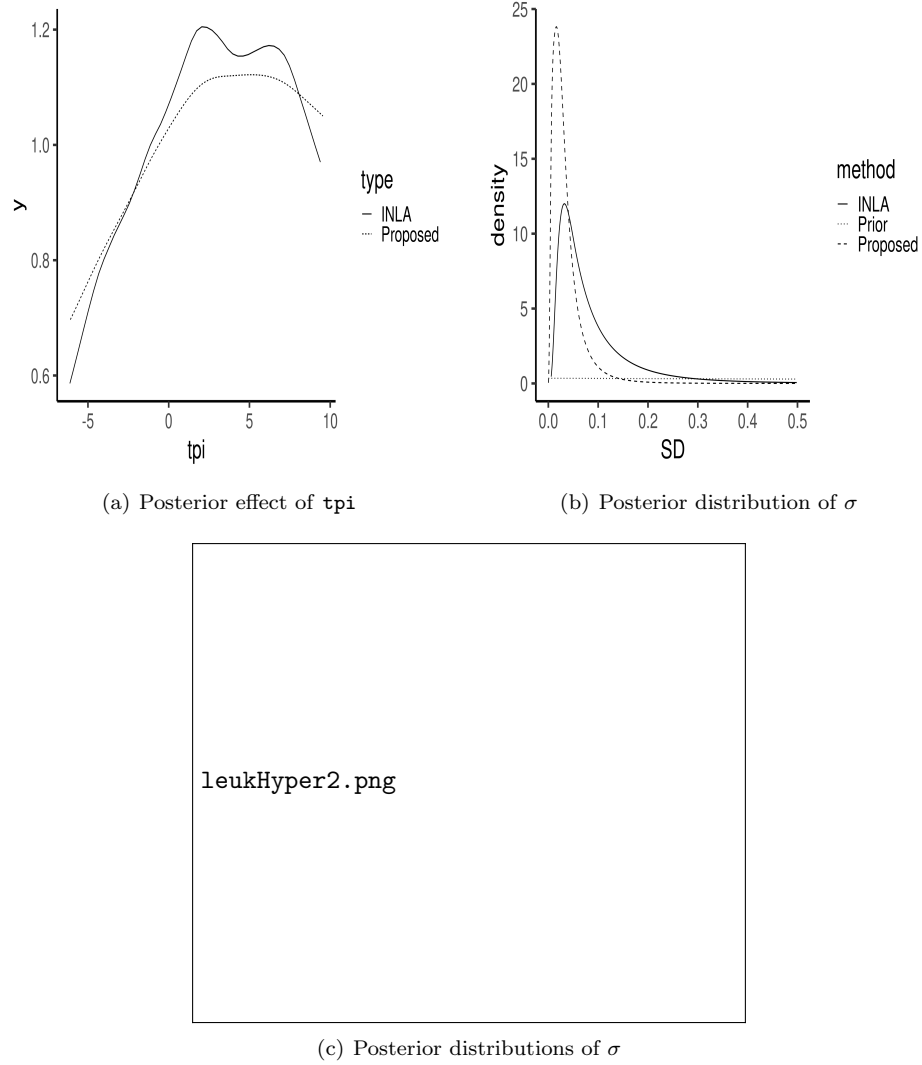 y
1.2
1.0
0.8
0.6
-5
0
5
10
tpi
type
INLA
Proposed
(a) Posterior effect of tpi
density
25
20
15
10
5
0
0.0
0.1
0.2
0.3
0.4
0.5
SD
method
INLA
Prior
Proposed
(b) Posterior distribution of σ
leukHyper2.png
(c) Posterior distributions of σ